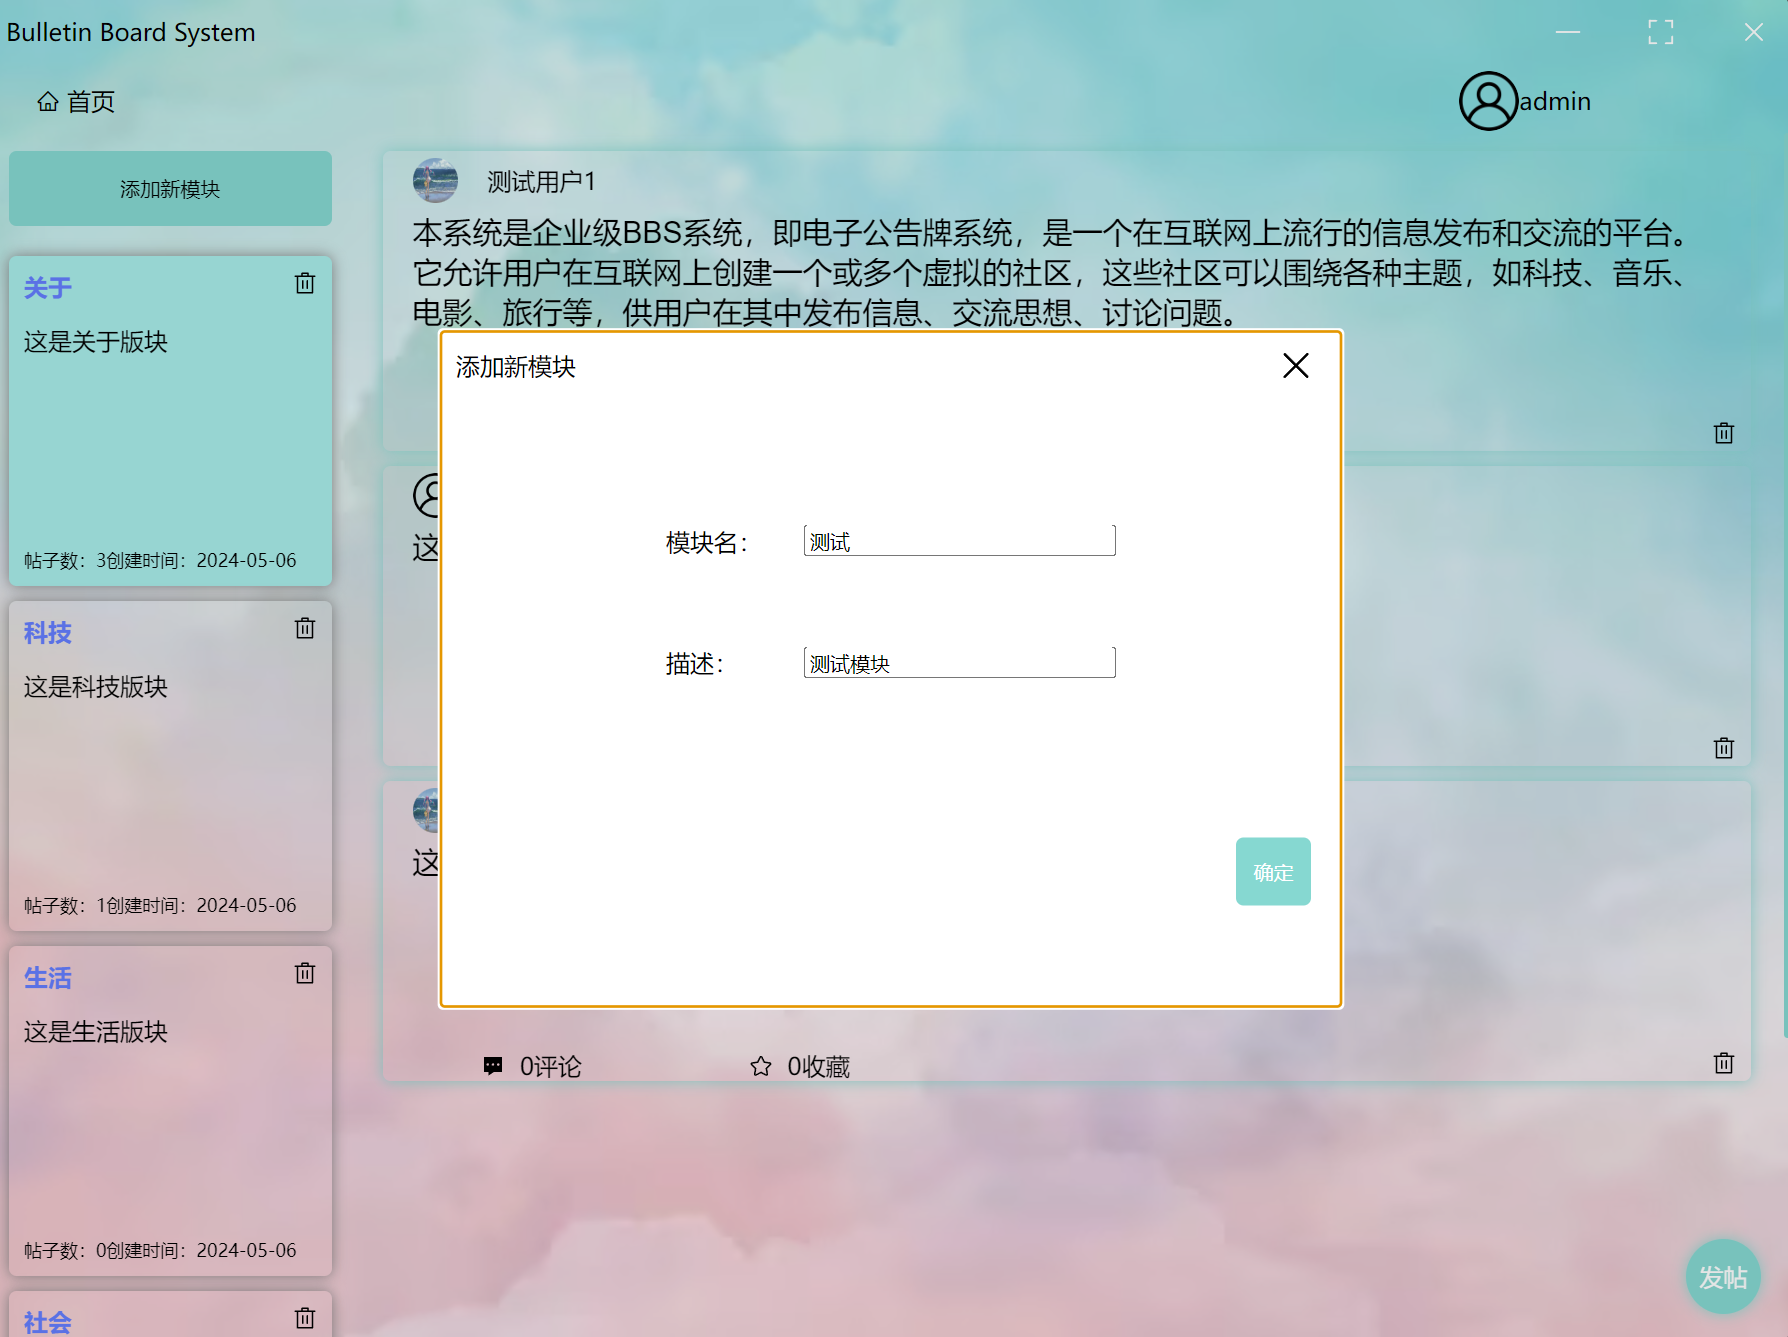 Bulletin Board System
首页
admin
添加新模块
关于
这是关于版块
帖子数：3创建时间：2024-05-06
科技
这是科技版块
帖子数：1创建时间：2024-05-06
生活
这是生活版块
帖子数：0创建时间：2024-05-06
社会
测试用户1
本系统是企业级BBS系统，即电子公告牌系统，是一个在互联网上流行的信息发布和交流的平台。
它允许用户在互联网上创建一个或多个虚拟的社区，这些社区可以围绕各种主题，如科技、音乐、
电影、旅行等，供用户在其中发布信息、交流思想、讨论问题。
这
这
0评论
0收藏
添加新模块
模块名：
测试
描述：
测试模块
确定
发帖